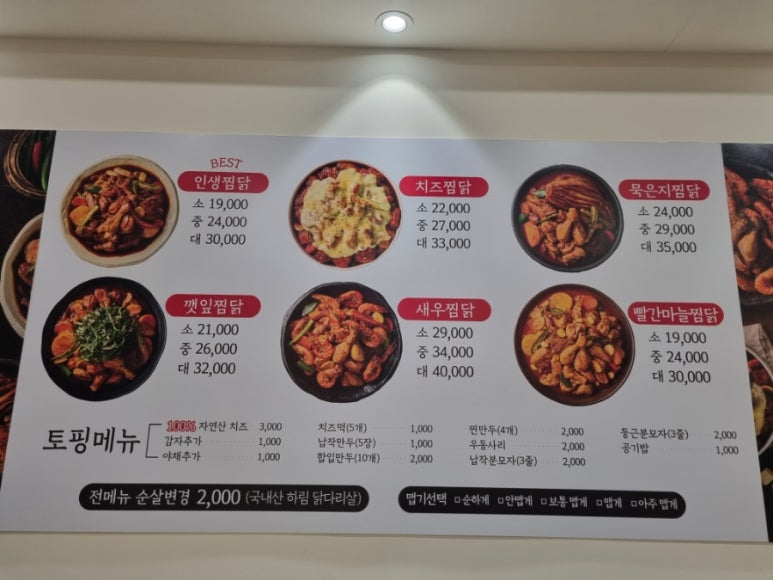 BEST
인생찜닭
소 19,000
중 24,000
대 30,000
치즈찜닭
소 22,000
중 27,000
대 33,000
묵은지찜닭
소 24,000
중 29,000
대 35,000
깻잎찜닭
소 21,000
중 26,000
대 32,000
새우찜닭
소 29,000
중 34,000
대 40,000
빨간마늘찜닭
소 19,000
중 24,000
대 30,000
토핑메뉴
100% 자연산 치즈 3,000
감자추가 1,000
야채추가 1,000
치즈떡(5개) 1,000
납작만두(5장) 1,000
합입만두(10개) 2,000
찐만두(4개) 2,000
우동사리 2,000
납작분모자(3줄) 2,000
둥근분모자(3줄) 2,000
공기밥 1,000
전메뉴 순살변경 2,000 (국내산 하림 닭다리살)
맵기선택 □순하게 □안맵게 □보통 맵게 □맵게 □아주 맵게